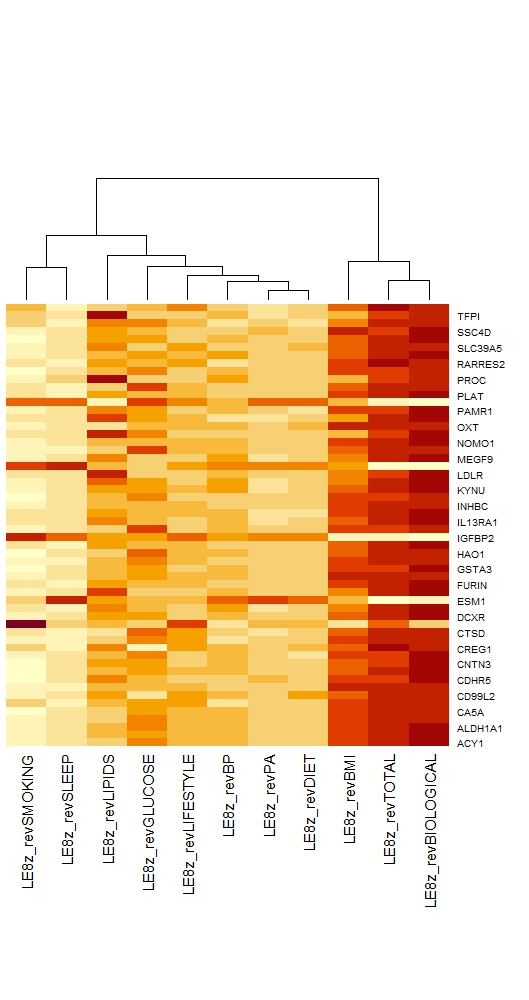 TFPI
SSC4D
SLC39A5
RARRES2
PROC
PLAT
PAMR1
OXT
NOMO1
MEGF9
LDLR
KYNU
INHBC
IL13RA1
IGFBP2
HAO1
GSTA3
FURIN
ESM1
DCXR
CTSD
CREG1
CNTN3
CDHR5
CD99L2
CA5A
ALDH1A1
ACY1
LE8z_revSMOKING
LE8z_revSLEEP
LE8z_revLIPIDS
LE8z_revGLUCOSE
LE8z_revLIFESTYLE
LE8z_revBP
LE8z_revPA
LE8z_revDIET
LE8z_revBMI
LE8z_revTOTAL
LE8z_revBIOLOGICAL